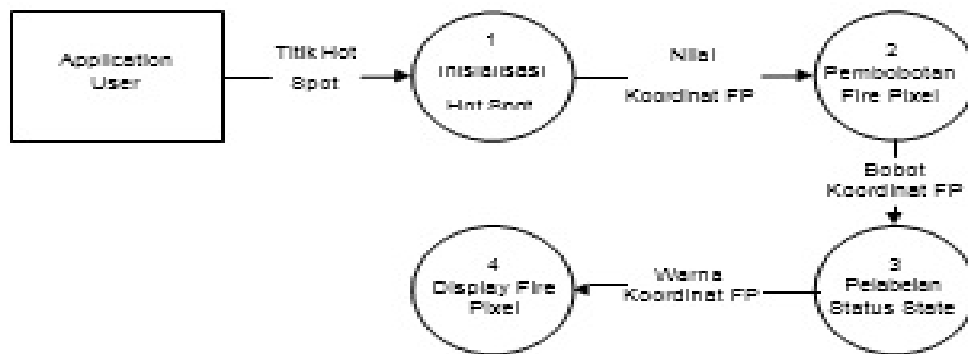 Application
User
Titik Hot
Spot
1
Inisialisasi
Hot Spot
Nilai
Koordinat FP
2
Pembobotan
Fire Pixel
Bobot
Koordinat FP
3
Pelabelan
Status State
Warna
Koordinat FP
4
Display Fire
Pixel